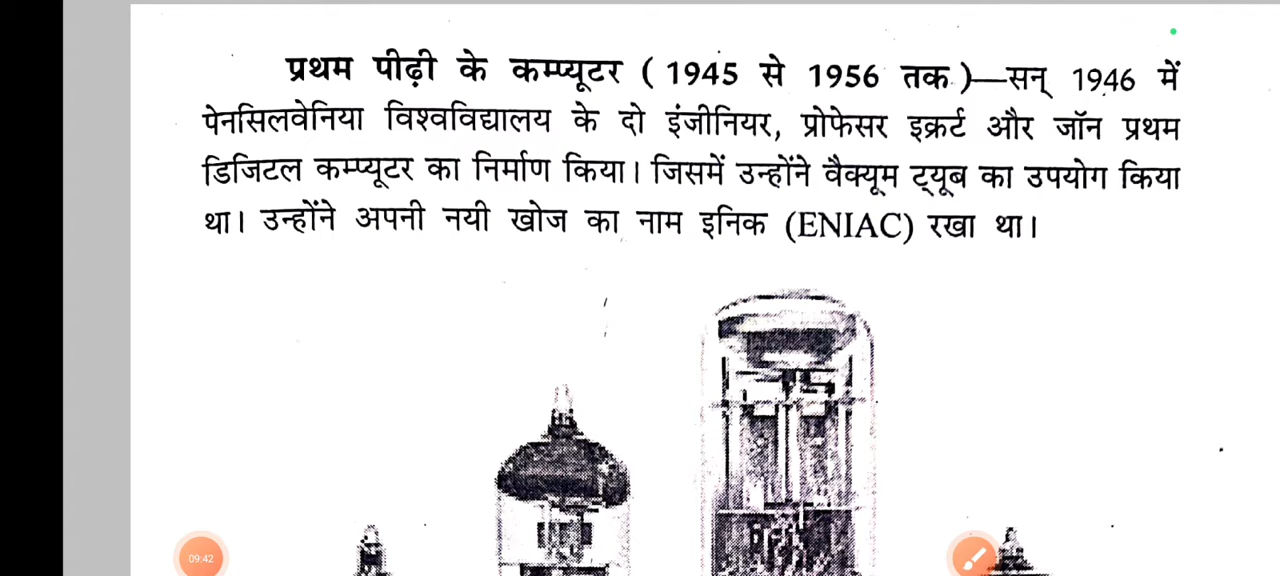 प्रथम पीढ़ी के कम्प्यूटर ( 1945 से 1956 तक )—सन् 1946 में
पेनसिलवेनिया विश्वविद्यालय के दो इंजीनियर, प्रोफेसर इक्रर्ट और जॉन प्रथम
डिजिटल कम्प्यूटर का निर्माण किया। जिसमें उन्होंने वैक्यूम ट्यूब का उपयोग किया
था। उन्होंने अपनी नयी खोज का नाम इनिक (ENIAC) रखा था।
09:42